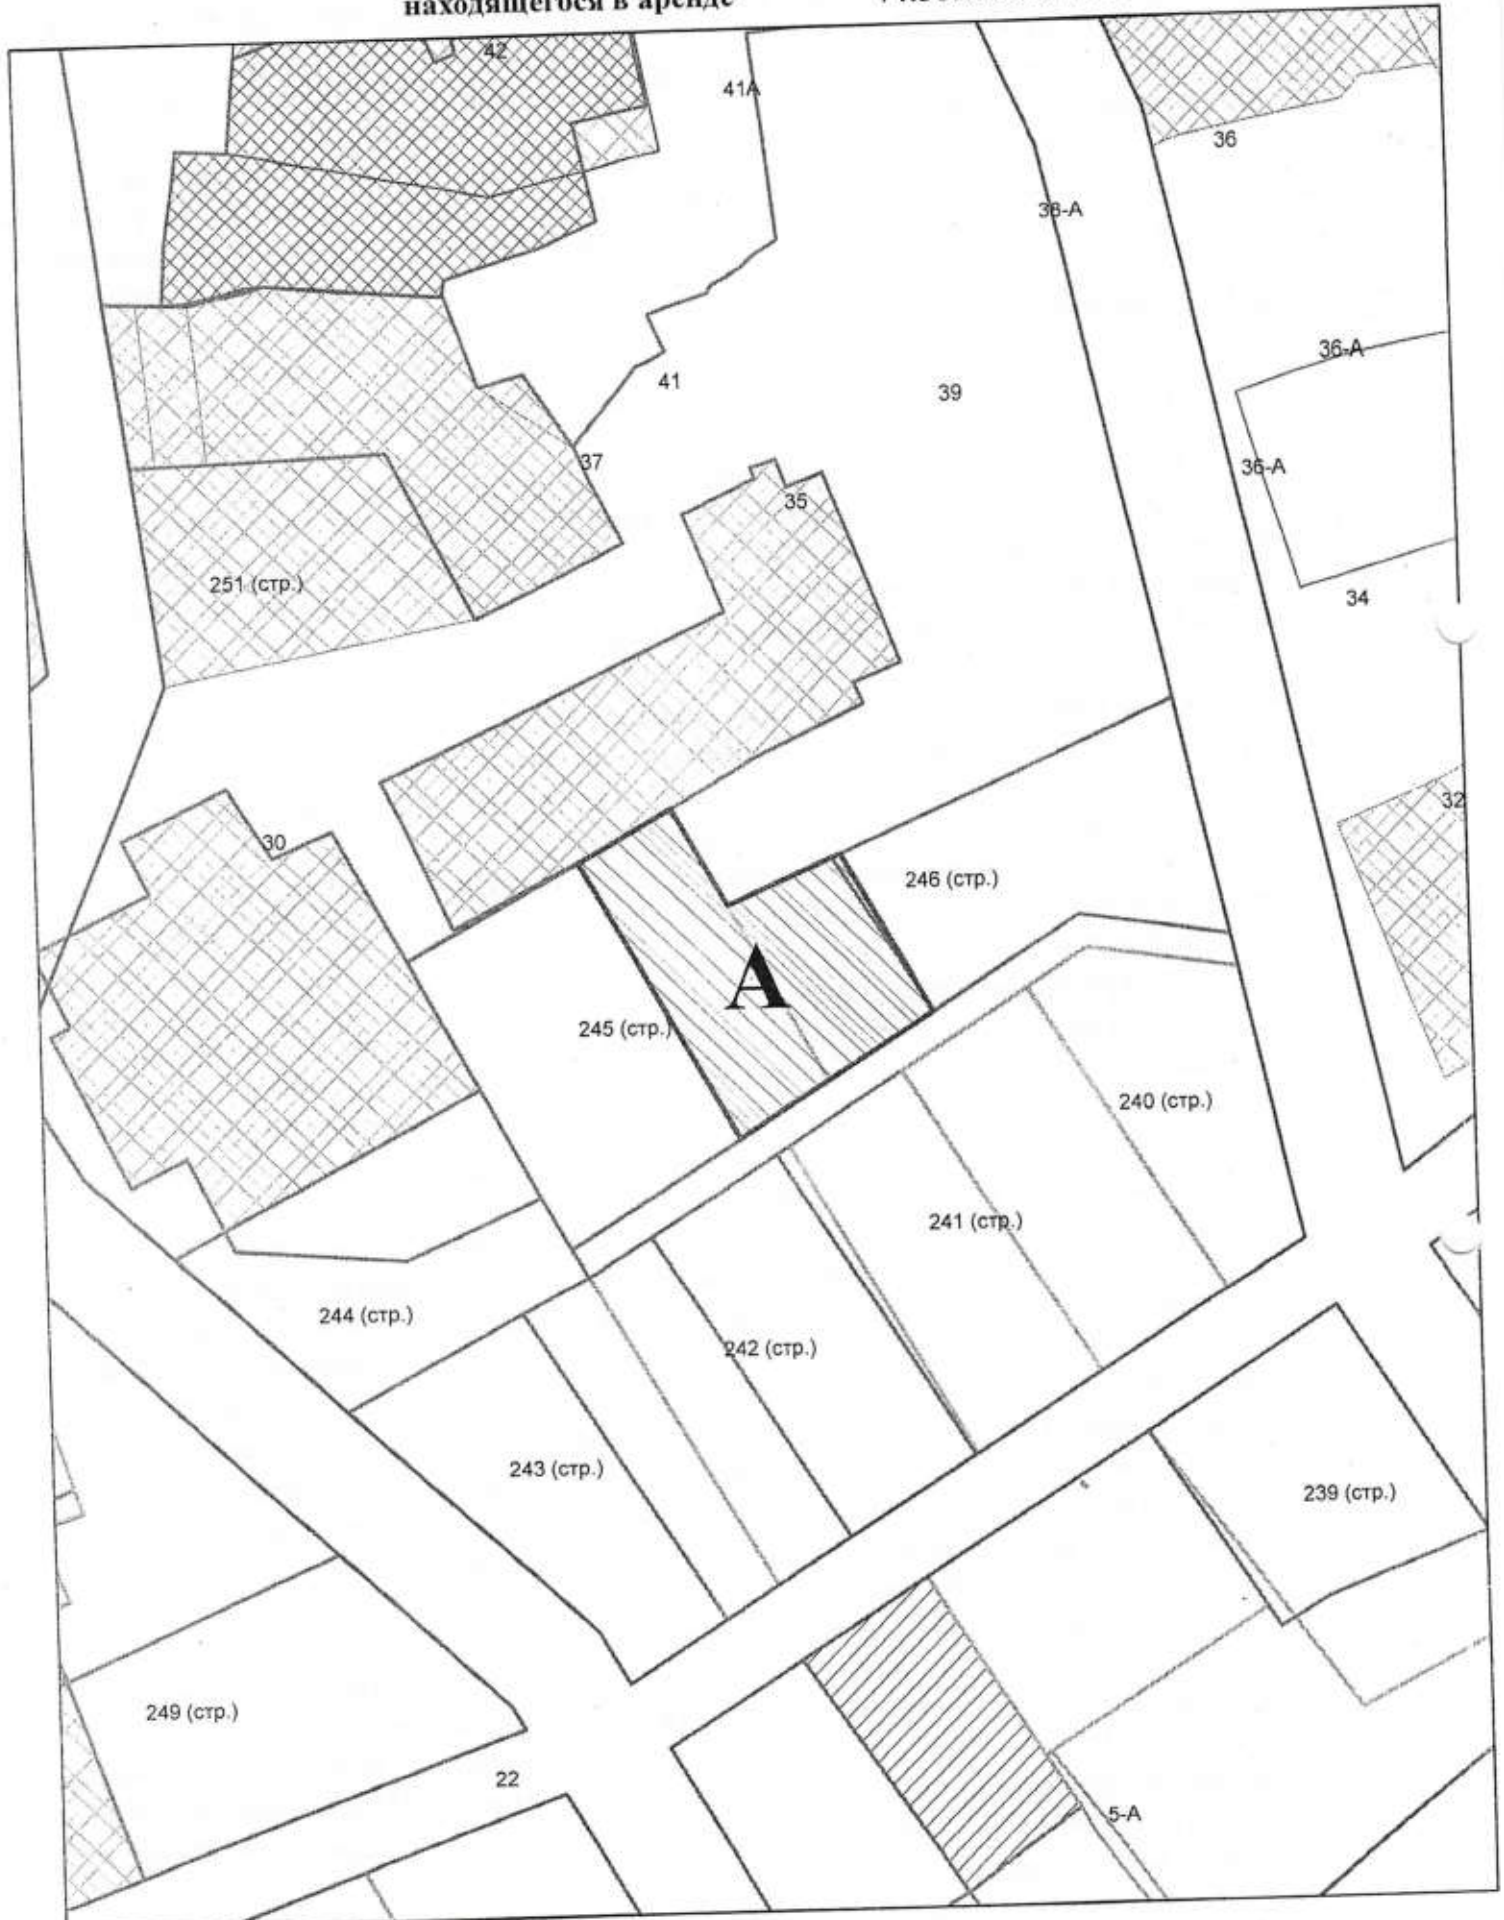 находящегося в аренде
42
41А
36
38-А
36-А
41
39
37
36-А
35
251 (стр.)
34
32
30
246 (стр.)
А
245 (стр.)
240 (стр.)
241 (стр.)
244 (стр.)
242 (стр.)
243 (стр.)
239 (стр.)
249 (стр.)
22
5-А